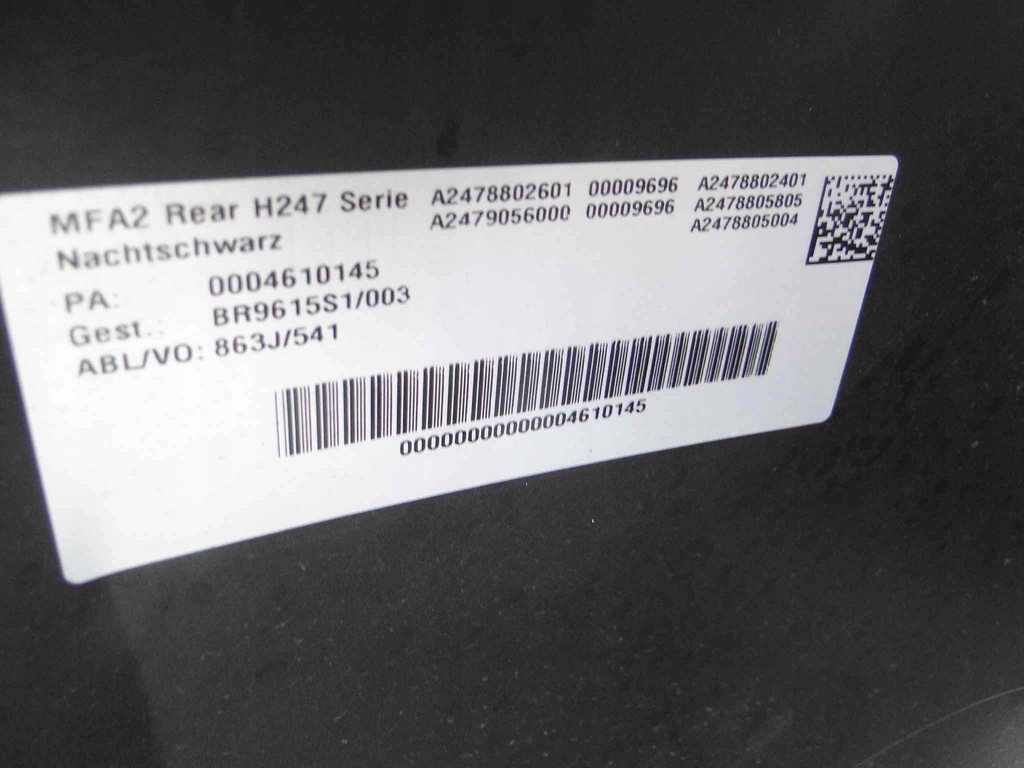 MFA2 Rear H247 Serie A2478802601 00009696 A2478802401
Nachtschwarz A2479056000 00009696 A2478805805
A2478805004
PA: 0004610145
Gest.: BR9615S1/003
ABL/VO: 863J/541
00000000000004610145